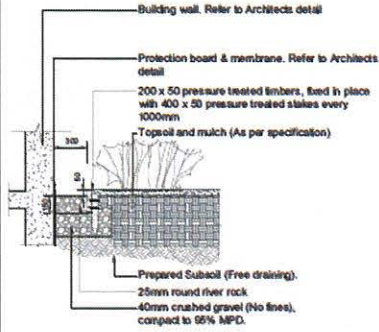 Building wall. Refer to Architects detail
Protection board & membrane. Refer to Architects
detail
200 x 50 pressure treated timbers, fixed in place
with 400 x 50 pressure treated stakes every
1000mm
Topsoil and mulch (As per specification)
300
50
Prepared Subsoil (Free draining).
25mm round river rock
40mm crushed gravel (No fines),
compact to 95% MPD.